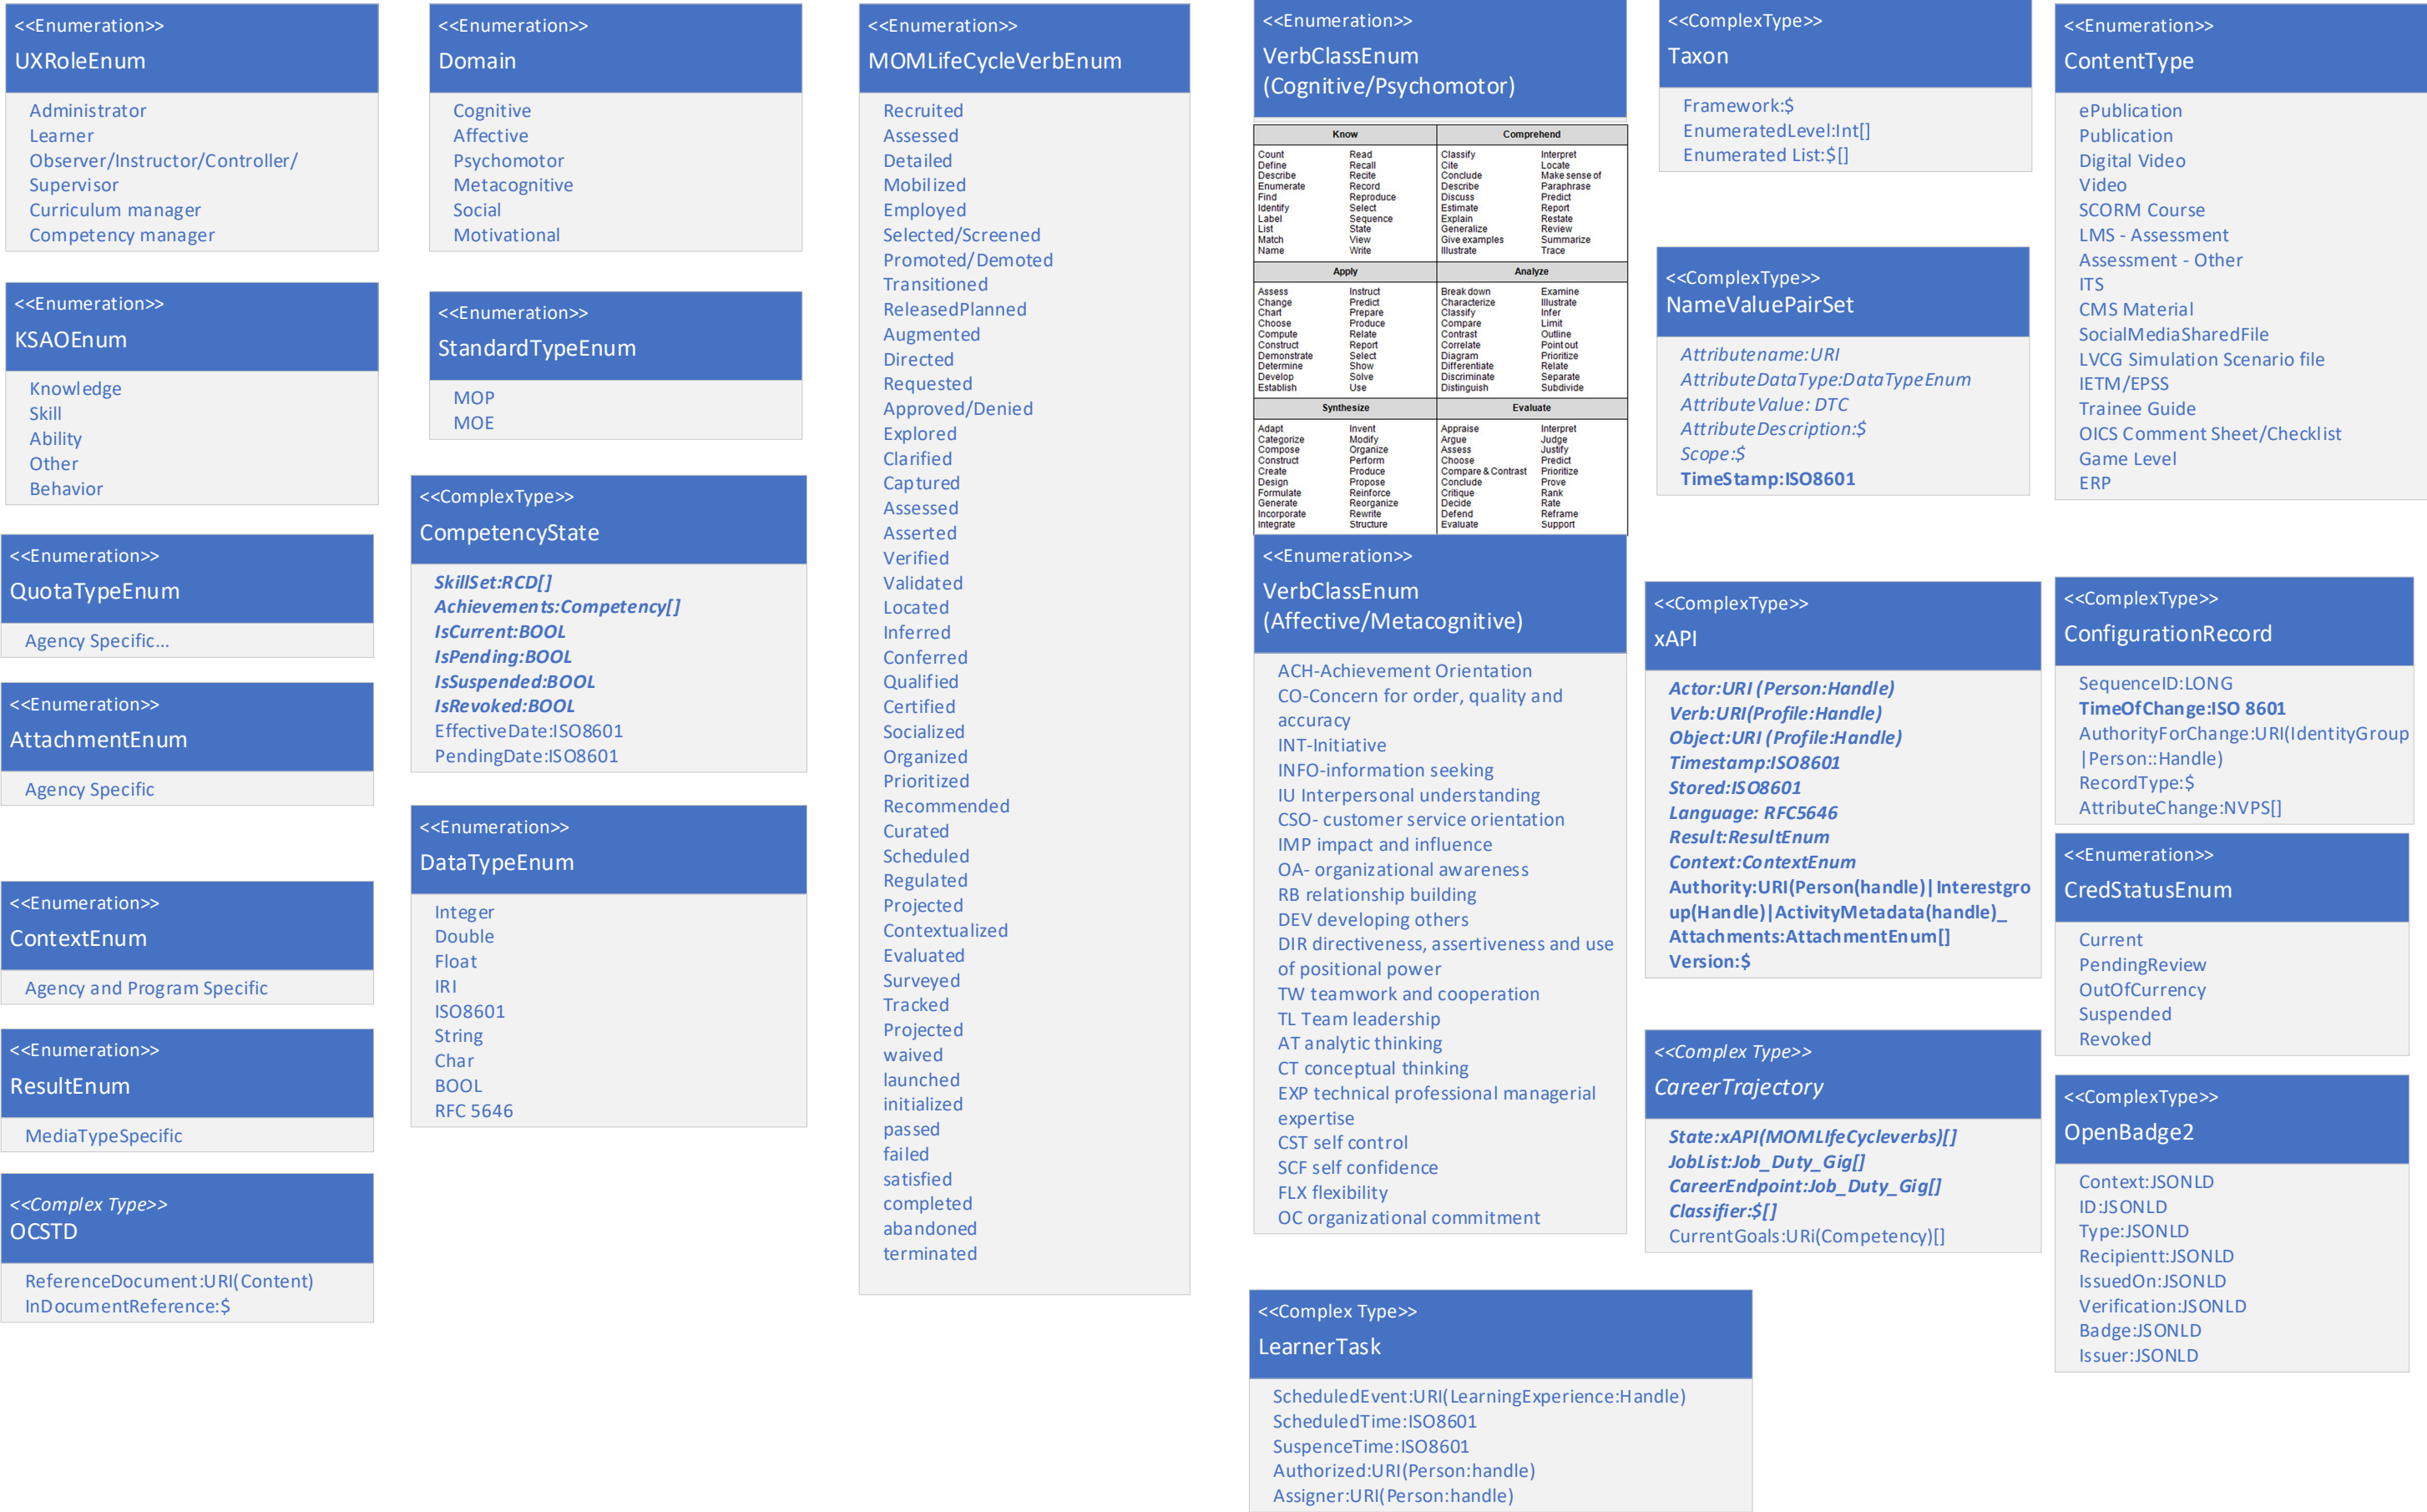 <<Enumeration>>
UXRoleEnum
Administrator
Learner
Observer/Instructor/Controller/
Supervisor
Curriculum manager
Competency manager
<<Enumeration>>
KSAOEnum
Knowledge
Skill
Ability
Other
Behavior
<<Enumeration>>
QuotaTypeEnum
Agency Specific...
<<Enumeration>>
AttachmentEnum
Agency Specific
<<Enumeration>>
ContextEnum
Agency and Program Specific
<<Enumeration>>
ResultEnum
MediaTypeSpecific
<<Complex Type>>
OCSTD
ReferenceDocument:URI(Content)
InDocumentReference:$
<<Enumeration>>
Domain
Cognitive
Affective
Psychomotor
Metacognitive
Social
Motivational
<<Enumeration>>
StandardTypeEnum
MOP
MOE
<<ComplexType>>
CompetencyState
SkillSet:RCD[]
Achievements:Competency[]
IsCurrent:BOOL
IsPending:BOOL
IsSuspended:BOOL
IsRevoked:BOOL
EffectiveDate:ISO8601
PendingDate:ISO8601
<<Enumeration>>
DataTypeEnum
Integer
Double
Float
IRI
ISO8601
String
Char
BOOL
RFC 5646
<<Enumeration>>
MOMLifeCycleVerbEnum
Recruited
Assessed
Detailed
Mobilized
Employed
Selected/Screened
Promoted/Demoted
Transitioned
ReleasedPlanned
Augmented
Directed
Requested
Approved/Denied
Explored
Clarified
Captured
Assessed
Asserted
Verified
Validated
Located
Inferred
Conferred
Qualified
Certified
Socialized
Organized
Prioritized
Recommended
Curated
Scheduled
Regulated
Projected
Contextualized
Evaluated
Surveyed
Tracked
Projected
waived
launched
initialized
passed
failed
satisfied
completed
abandoned
terminated
<<Enumeration>>
VerbClassEnum
(Cognitive/Psychomotor)
Know Comprehend
Count Read Classify Interpret
Define Recall Cite Locate
Describe Recite Conclude Make sense of
Enumerate Record Describe Paraphrase
Find Reproduce Discuss Predict
Identify Select Estimate Report
Label Sequence Explain Restate
List State Generalize Review
Match View Give examples Summarize
Name Write Illustrate Trace
Apply Analyze
Assess Instruct Break down Examine
Change Predict Characterize Illustrate
Chart Prepare Classify Infer
Choose Produce Compare Limit
Compute Relate Contrast Outline
Construct Report Correlate Point out
Demonstrate Select Diagram Prioritize
Determine Show Differentiate Relate
Develop Solve Discriminate Separate
Establish Use Distinguish Subdivide
Synthesize Evaluate
Adapt Invent Appraise Interpret
Categorize Modify Argue Judge
Compose Organize Assess Justify
Construct Perform Choose Predict
Create Produce Compare & Contrast Prioritize
Design Propose Conclude Prove
Formulate Reinforce Critique Rank
Generate Reorganize Decide Rate
Incorporate Rewrite Defend Reframe
Integrate Structure Evaluate Support
<<Enumeration>>
VerbClassEnum
(Affective/Metacognitive)
ACH-Achievement Orientation
CO-Concern for order, quality and
accuracy
INT-Initiative
INFO-information seeking
IU Interpersonal understanding
CSO- customer service orientation
IMP impact and influence
OA- organizational awareness
RB relationship building
DEV developing others
DIR directiveness, assertiveness and use
of positional power
TW teamwork and cooperation
TL Team leadership
AT analytic thinking
CT conceptual thinking
EXP technical professional managerial
expertise
CST self control
SCF self confidence
FLX flexibility
OC organizational commitment
<<Complex Type>>
LearnerTask
ScheduledEvent:URI(LearningExperience:Handle)
ScheduledTime:ISO8601
SuspenceTime:ISO8601
Authorized:URI(Person:handle)
Assigner:URI(Person:handle)
<<ComplexType>>
Taxon
Framework:$
EnumeratedLevel:Int[]
Enumerated List:$[]
<<ComplexType>>
NameValuePairSet
Attributename:URI
AttributeDataType:DataTypeEnum
AttributeValue: DTC
AttributeDescription:$
Scope:$
TimeStamp:ISO8601
<<ComplexType>>
xAPI
Actor:URI (Person:Handle)
Verb:URI(Profile:Handle)
Object:URI (Profile:Handle)
Timestamp:ISO8601
Stored:ISO8601
Language: RFC5646
Result:ResultEnum
Context:ContextEnum
Authority:URI(Person(handle)|Interestgro
up(Handle)|ActivityMetadata(handle)_
Attachments:AttachmentEnum[]
Version:$
<<Complex Type>>
CareerTrajectory
State:xAPI(MOMLIfeCycleverbs)[]
JobList:Job_Duty_Gig[]
CareerEndpoint:Job_Duty_Gig[]
Classifier:$[]
CurrentGoals:URi(Competency)[]
<<Enumeration>>
ContentType
ePublication
Publication
Digital Video
Video
SCORM Course
LMS - Assessment
Assessment - Other
ITS
CMS Material
SocialMediaSharedFile
LVCG Simulation Scenario file
IETM/EPSS
Trainee Guide
OICS Comment Sheet/Checklist
Game Level
ERP
<<ComplexType>>
ConfigurationRecord
SequenceID:LONG
TimeOfChange:ISO 8601
AuthorityForChange:URI(IdentityGroup
|Person::Handle)
RecordType:$
AttributeChange:NVPS[]
<<Enumeration>>
CredStatusEnum
Current
PendingReview
OutOfCurrency
Suspended
Revoked
<<ComplexType>>
OpenBadge2
Context:JSONLD
ID:JSONLD
Type:JSONLD
Recipientt:JSONLD
IssuedOn:JSONLD
Verification:JSONLD
Badge:JSONLD
Issuer:JSONLD